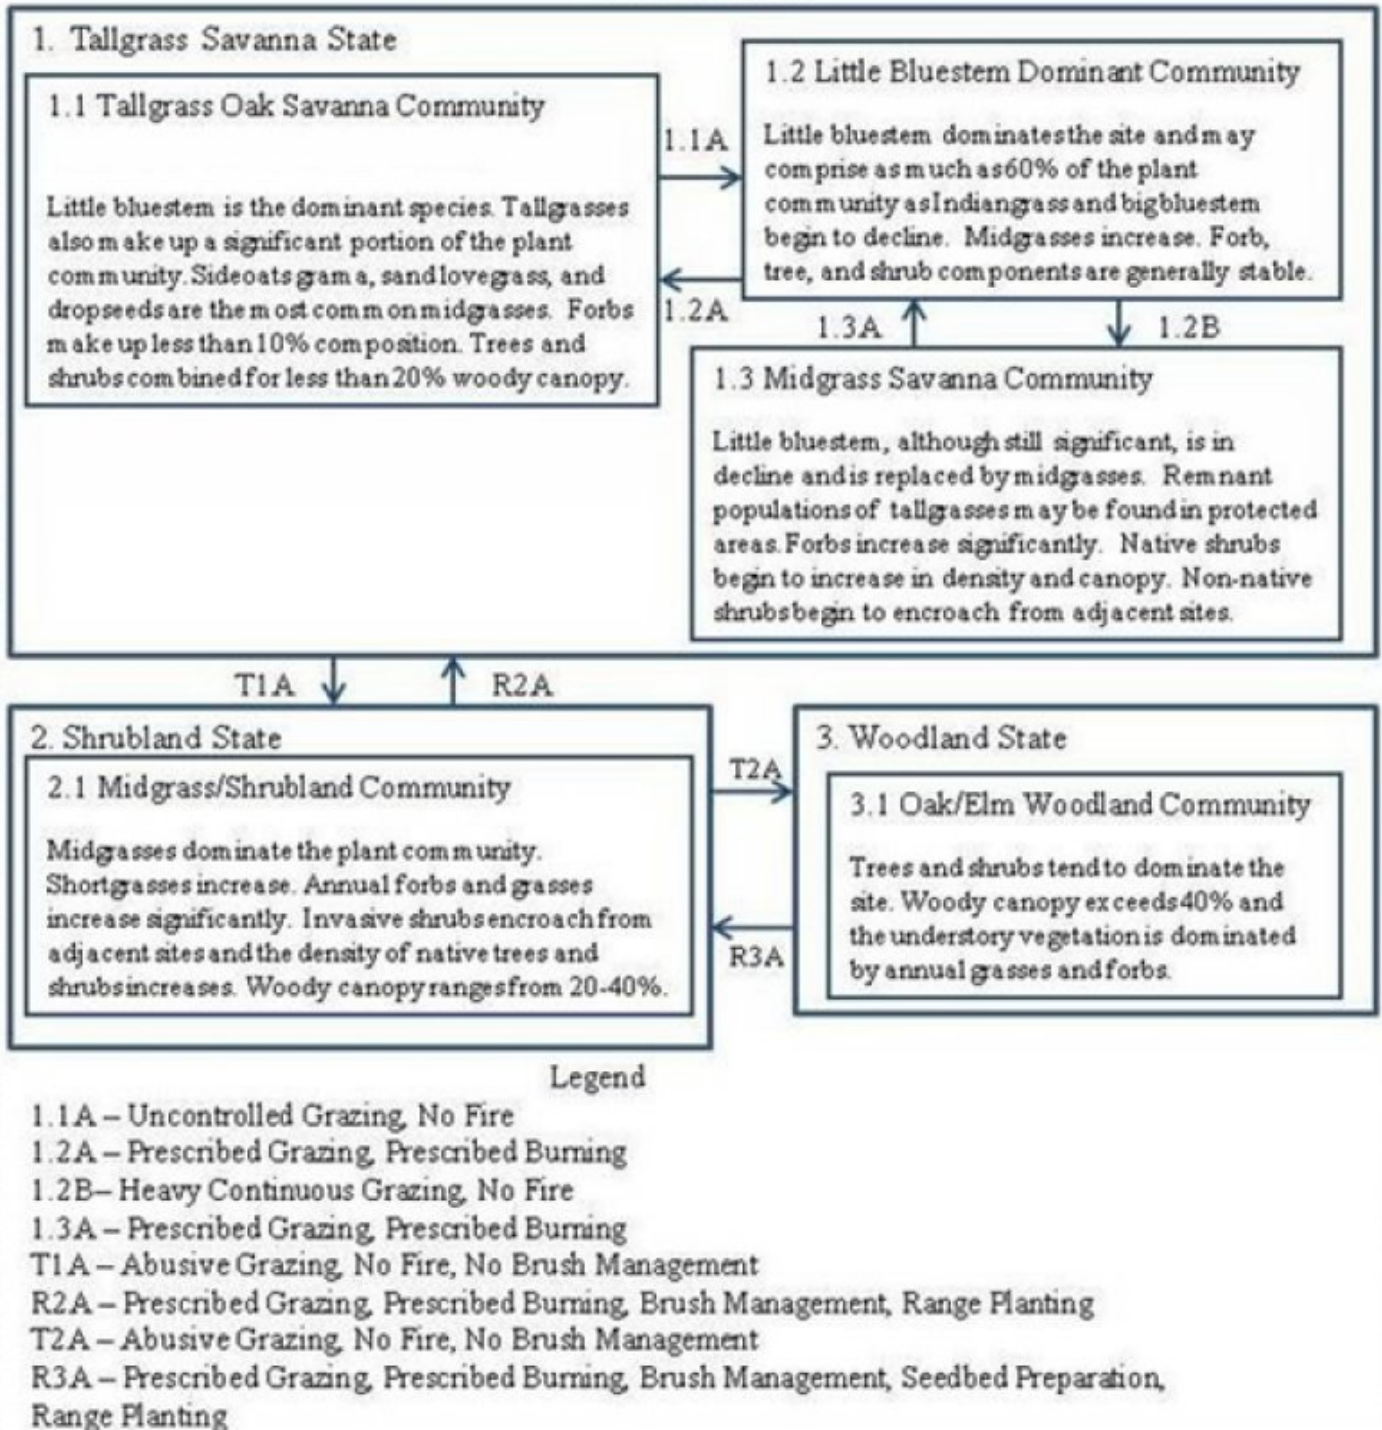 1. Tallgrass Savanna State
1.1 Tallgrass Oak Savanna Community
Little bluestem is the dominant species. Tallgrasses
also make up a significant portion of the plant
community. Sideoats grama, sand lovegrass, and
dropseeds are the most common midgrasses. Forbs
make up less than 10% composition. Trees and
shrubs combined for less than 20% woody canopy.
1.1A
1.2A
1.2 Little Bluestem Dominant Community
Little bluestem dominates the site and may
comprise as much as 60% of the plant
community as Indiangrass and big bluestem
begin to decline. Midgrasses increase. Forb,
tree, and shrub components are generally stable.
1.3A
1.2B
1.3 Midgrass Savanna Community
Little bluestem, although still significant, is in
decline and is replaced by midgrasses. Remnant
populations of tallgrasses may be found in protected
areas. Forbs increase significantly. Native shrubs
begin to increase in density and canopy. Non-native
shrubs begin to encroach from adjacent sites.
T1A
R2A
2. Shrubland State
2.1 Midgrass/Shrubland Community
Midgrasses dominate the plant community.
Shortgrasses increase. Annual forbs and grasses
increase significantly. Invasive shrubs encroach from
adjacent sites and the density of native trees and
shrubs increases. Woody canopy ranges from 20-40%.
T2A
R3A
3. Woodland State
3.1 Oak/Elm Woodland Community
Trees and shrubs tend to dominate the
site. Woody canopy exceeds 40% and
the understory vegetation is dominated
by annual grasses and forbs.
Legend
1.1A – Uncontrolled Grazing, No Fire
1.2A – Prescribed Grazing, Prescribed Burning
1.2B– Heavy Continuous Grazing, No Fire
1.3A – Prescribed Grazing, Prescribed Burning
T1A – Abusive Grazing, No Fire, No Brush Management
R2A – Prescribed Grazing, Prescribed Burning, Brush Management, Range Planting
T2A – Abusive Grazing, No Fire, No Brush Management
R3A – Prescribed Grazing, Prescribed Burning, Brush Management, Seedbed Preparation,
Range Planting